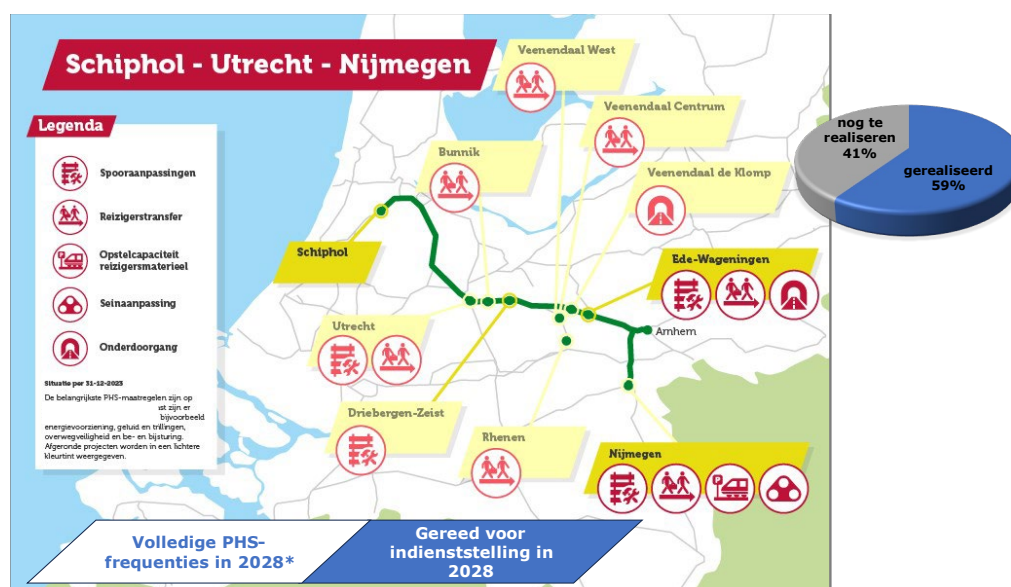 Schiphol - Utrecht - Nijmegen
Legenda
Spooraanpassingen
Reizigerstransfer
Opstelcapaciteit
reizigersmaterieel
Seinaanpassing
Onderdoorgang
Situatie per 31-12-2023
De belangrijkste PHS-maatregelen zijn op
st zijn er
bijvoorbeeld
energievoorziening, geluid en trillingen,
overwegveiligheid en be- en bijsturing.
Afgeronde projecten worden in een lichtere
kleurtint weergegeven.
Veenendaal West
Veenendaal Centrum
Bunnik
Veenendaal de Klomp
Schiphol
Ede-Wageningen
Arnhem
Utrecht
Driebergen-Zeist
Rhenen
Nijmegen
P
P
nog te
realiseren
41%
gerealiseerd
59%
Volledige PHS-
frequenties in 2028*
Gereed voor
indienststelling in
2028